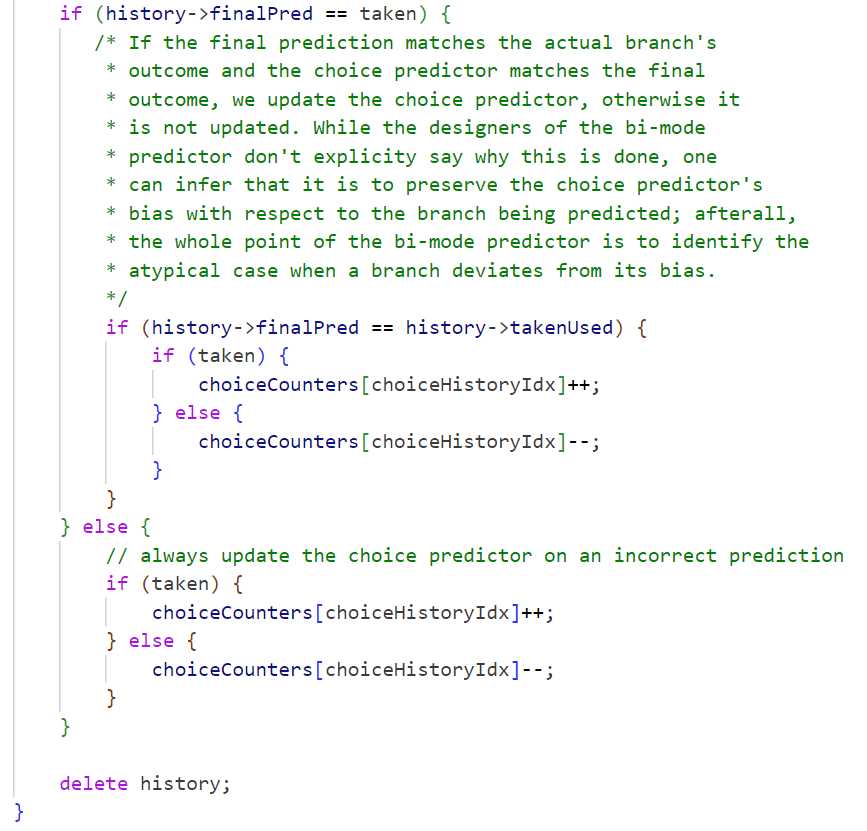 if (history->finalPred == taken) {
/* If the final prediction matches the actual branch's
* outcome and the choice predictor matches the final
* outcome, we update the choice predictor, otherwise it
* is not updated. While the designers of the bi-mode
* predictor don't explicity say why this is done, one
* can infer that it is to preserve the choice predictor's
* bias with respect to the branch being predicted; afterall,
* the whole point of the bi-mode predictor is to identify the
* atypical case when a branch deviates from its bias.
*/
if (history->finalPred == history->takenUsed) {
if (taken) {
choiceCounters[choiceHistoryIdx]++;
} else {
choiceCounters[choiceHistoryIdx]--;
}
}
} else {
// always update the choice predictor on an incorrect prediction
if (taken) {
choiceCounters[choiceHistoryIdx]++;
} else {
choiceCounters[choiceHistoryIdx]--;
}
}
delete history;
}